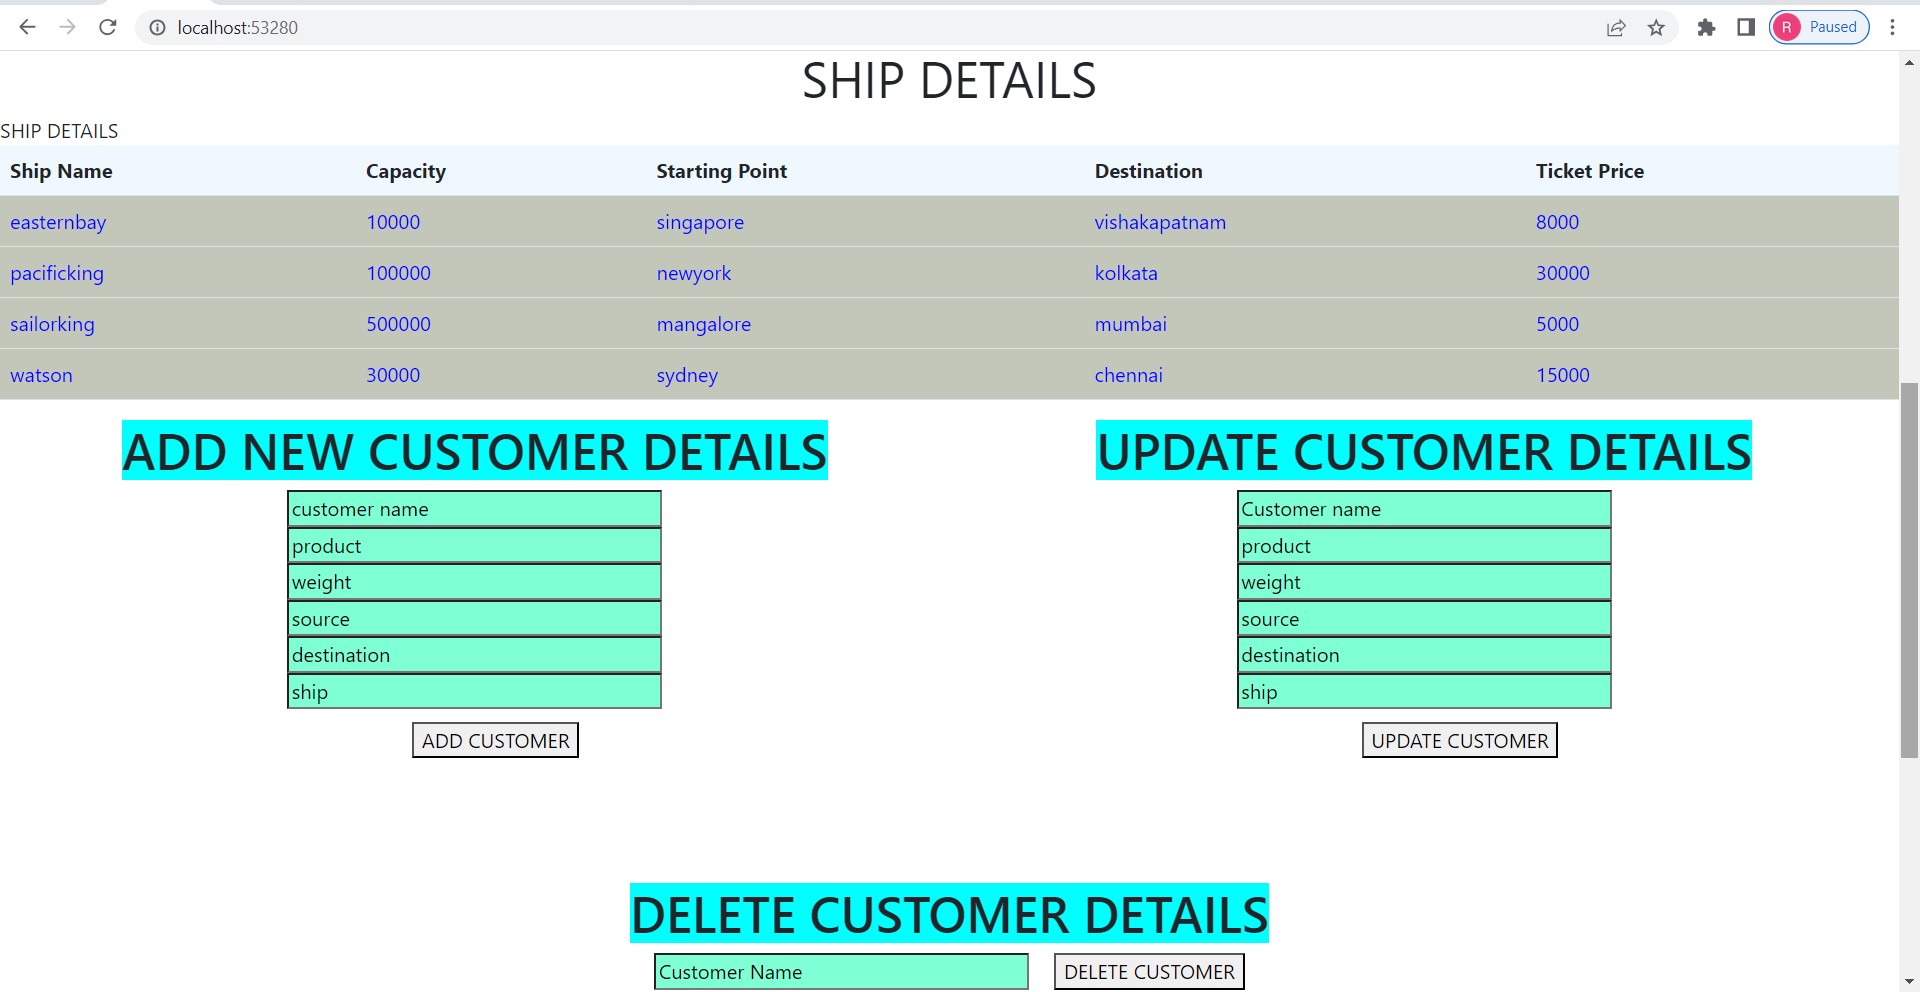 localhost:53280
R Paused
SHIP DETAILS
SHIP DETAILS
Ship Name Capacity Starting Point Destination Ticket Price
easternbay 10000 singapore vishakapatnam 8000
pacificking 100000 newyork kolkata 30000
sailorking 500000 mangalore mumbai 5000
watson 30000 sydney chennai 15000
ADD NEW CUSTOMER DETAILS
customer name
product
weight
source
destination
ship
ADD CUSTOMER
UPDATE CUSTOMER DETAILS
Customer name
product
weight
source
destination
ship
UPDATE CUSTOMER
DELETE CUSTOMER DETAILS
Customer Name DELETE CUSTOMER